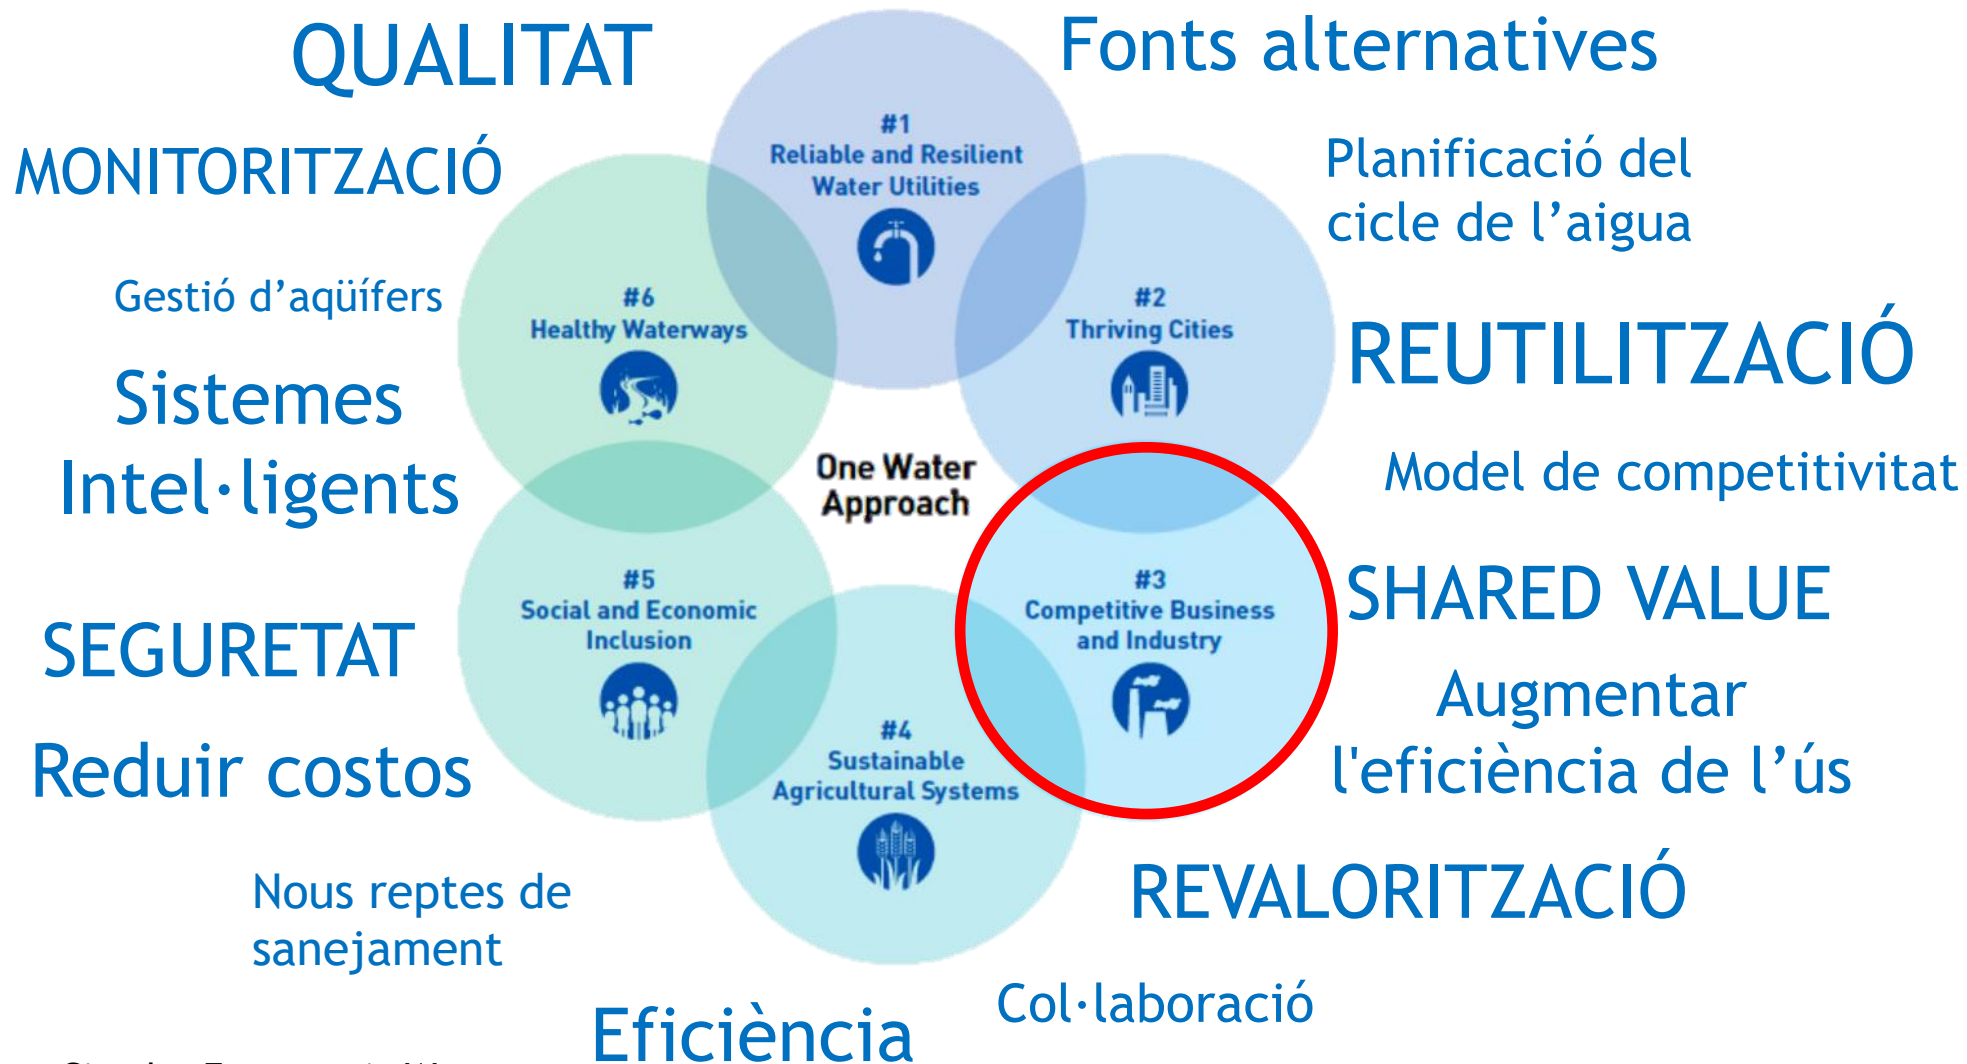 QUALITAT
Fonts alternatives
MONITORITZACIÓ
Planificació del
cicle de l’aigua
Gestió d’aqüífers
REUTILITZACIÓ
Sistemes
Intel·ligents
Model de competitivitat
SEGURETAT
SHARED VALUE
Reduir costos
Augmentar
l'eficiència de l’ús
Nous reptes de
sanejament
REVALORITZACIÓ
Eficiència
Col·laboració
#1
Reliable and Resilient
Water Utilities
#2
Thriving Cities
#3
Competitive Business
and Industry
#4
Sustainable
Agricultural Systems
#5
Social and Economic
Inclusion
#6
Healthy Waterways
One Water
Approach